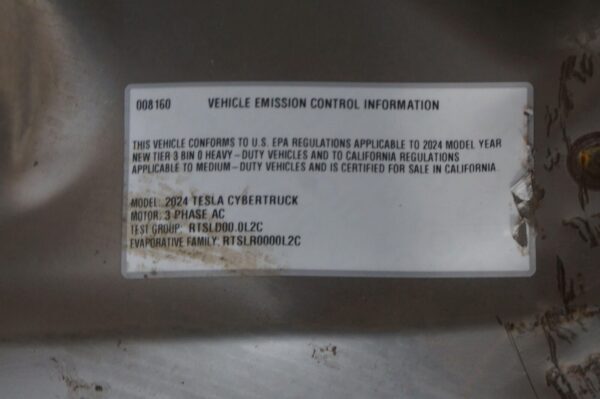 008160 VEHICLE EMISSION CONTROL INFORMATION
THIS VEHICLE CONFORMS TO U.S. EPA REGULATIONS APPLICABLE TO 2024 MODEL YEAR
NEW TIER 3 BIN 0 HEAVY-DUTY VEHICLES AND TO CALIFORNIA REGULATIONS
APPLICABLE TO MEDIUM-DUTY VEHICLES AND IS CERTIFIED FOR SALE IN CALIFORNIA.
MODEL: 2024 TESLA CYBERTRUCK
MOTOR: 3 PHASE AC
TEST GROUP: RTSLD00.0L2C
EVAPORATIVE FAMILY: RTSLR0000L2C